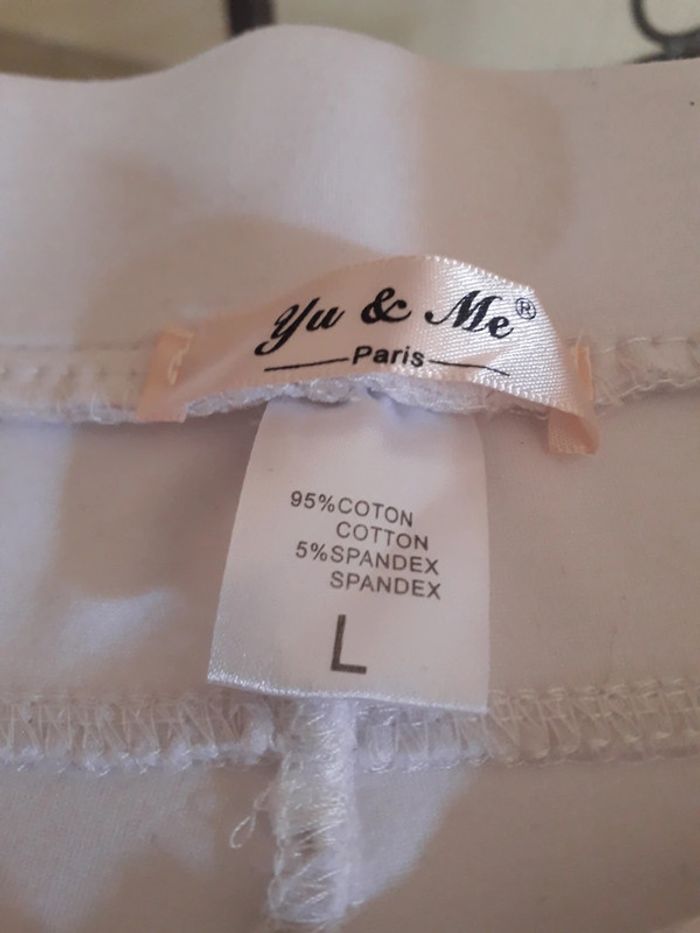 Yu & Me®
Paris
95%COTON
COTTON
5%SPANDEX
SPANDEX
L